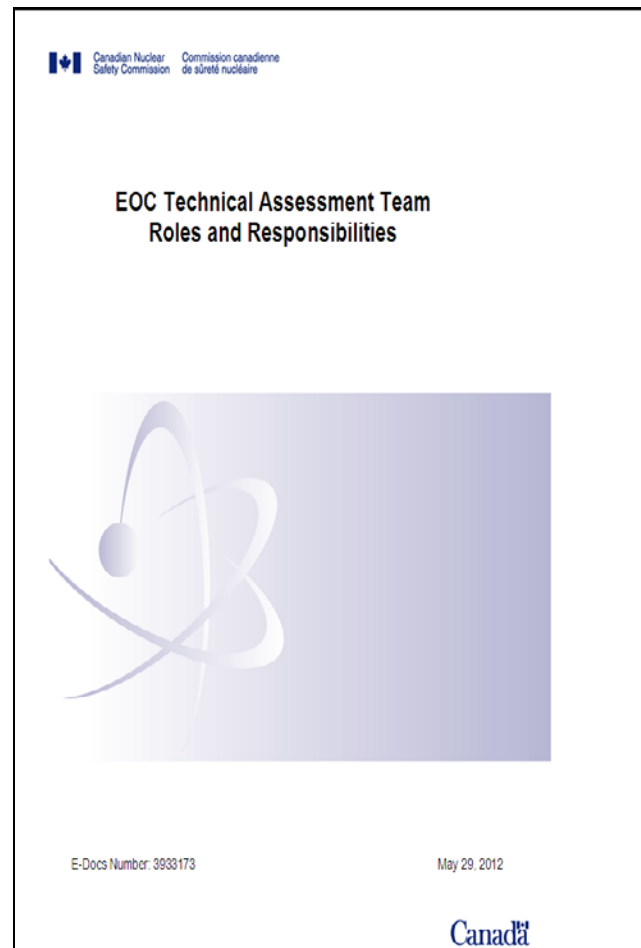 Canadian Nuclear Commission canadienne
Safety Commission de sûreté nucléaire
EOC Technical Assessment Team
Roles and Responsibilities
E-Docs Number: 3933173 May 29, 2012
Canada